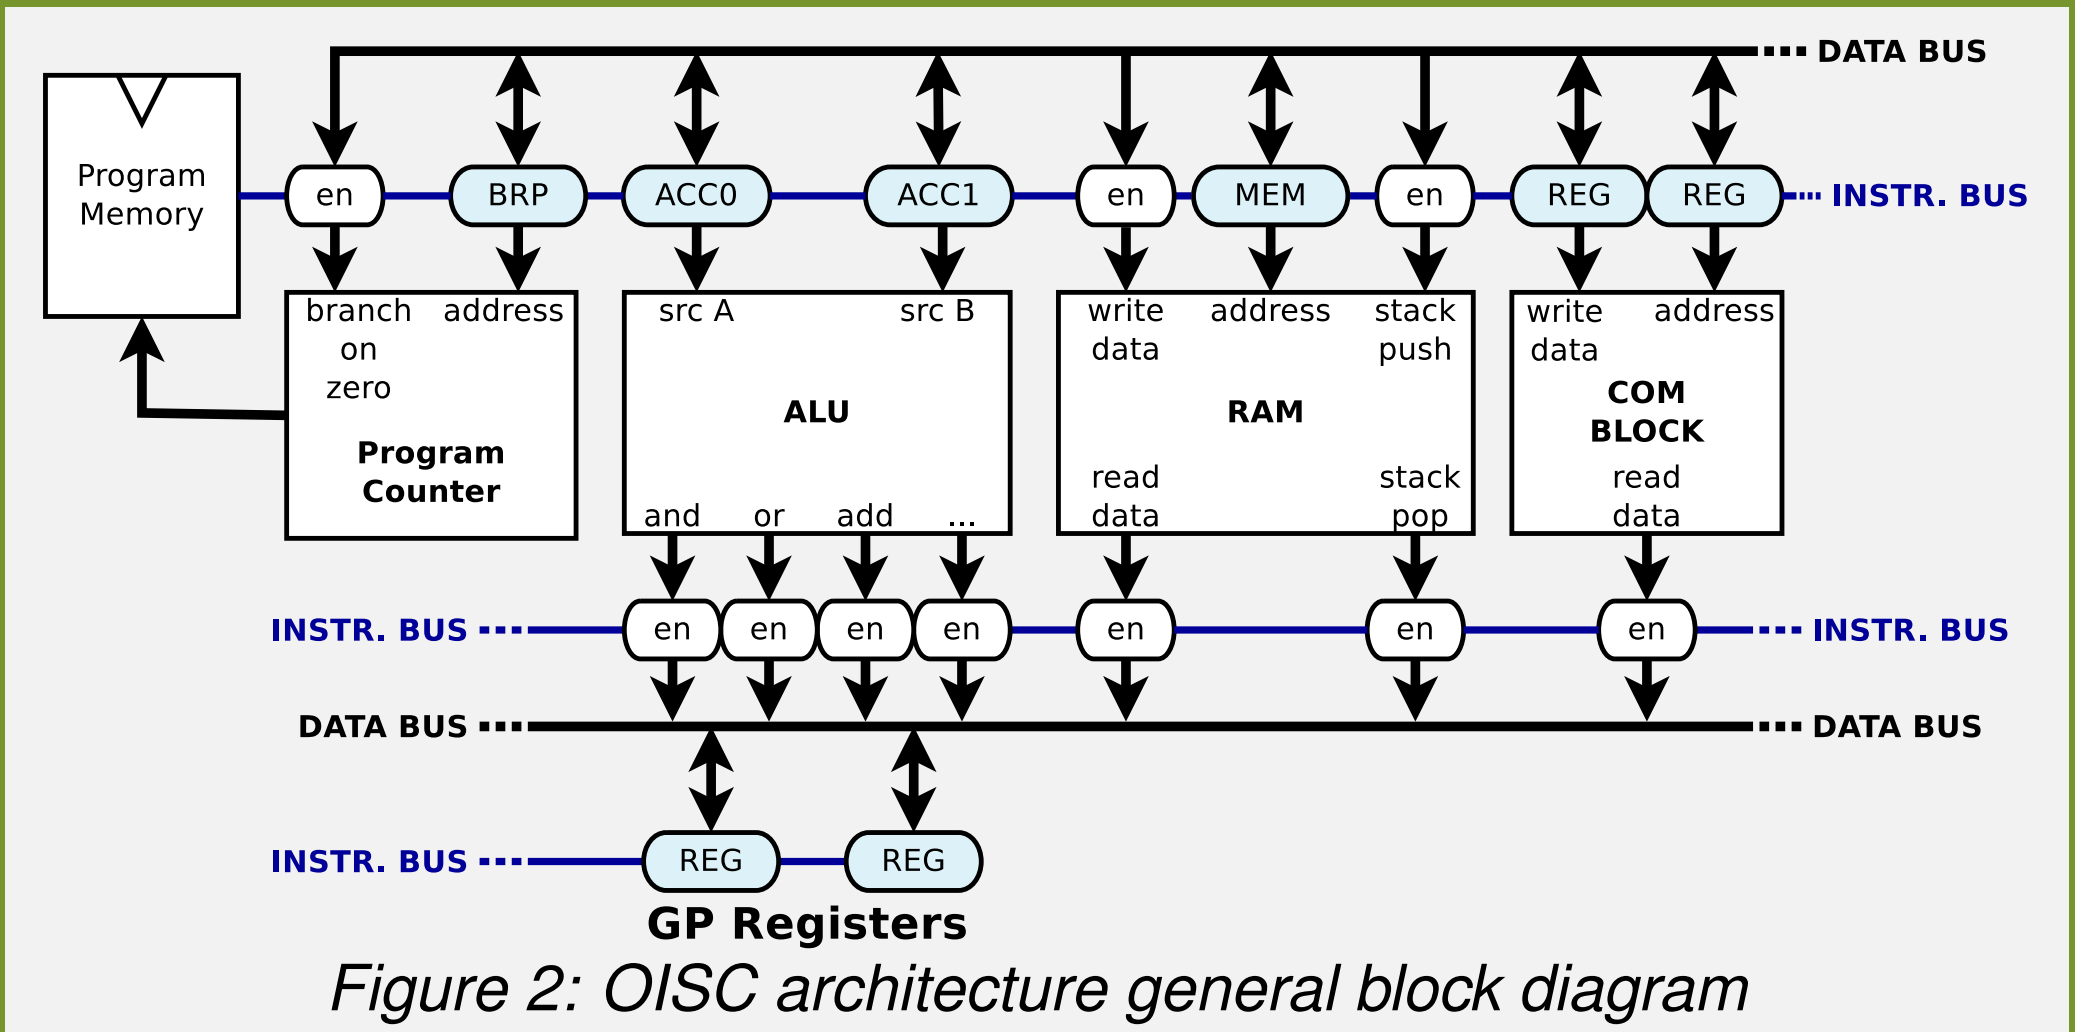 DATA BUS
Program
Memory
en
BRP
ACC0
ACC1
en
MEM
en
REG
REG
INSTR. BUS
branch
on
zero
address
Program
Counter
src A
src B
ALU
and
or
add
...
write
data
address
stack
push
RAM
read
data
stack
pop
write
data
address
COM
BLOCK
read
data
INSTR. BUS
en
en
en
en
en
en
en
INSTR. BUS
DATA BUS
DATA BUS
INSTR. BUS
REG
REG
GP Registers
Figure 2: OISC architecture general block diagram